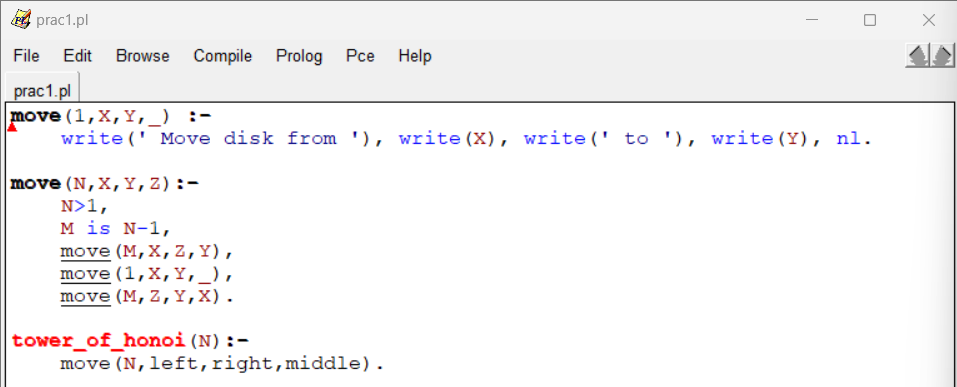 prac1.pl
File Edit Browse Compile Prolog Pce Help
prac1.pl
move(1,X,Y,_) :-
    write(' Move disk from '), write(X), write(' to '), write(Y), nl.
move(N,X,Y,Z):-
    N>1,
    M is N-1,
    move(M,X,Z,Y),
    move(1,X,Y,_),
    move(M,Z,Y,X).
tower_of_honoi(N):-
    move(N,left,right,middle).